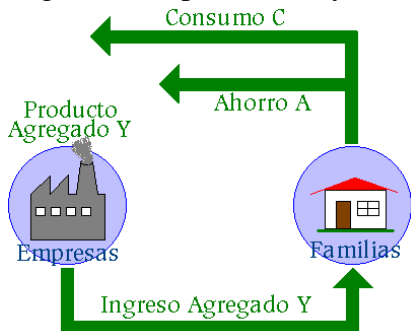 Consumo C
Ahorro A
Producto
Agregado Y
Empresas
Familias
Ingreso Agregado Y